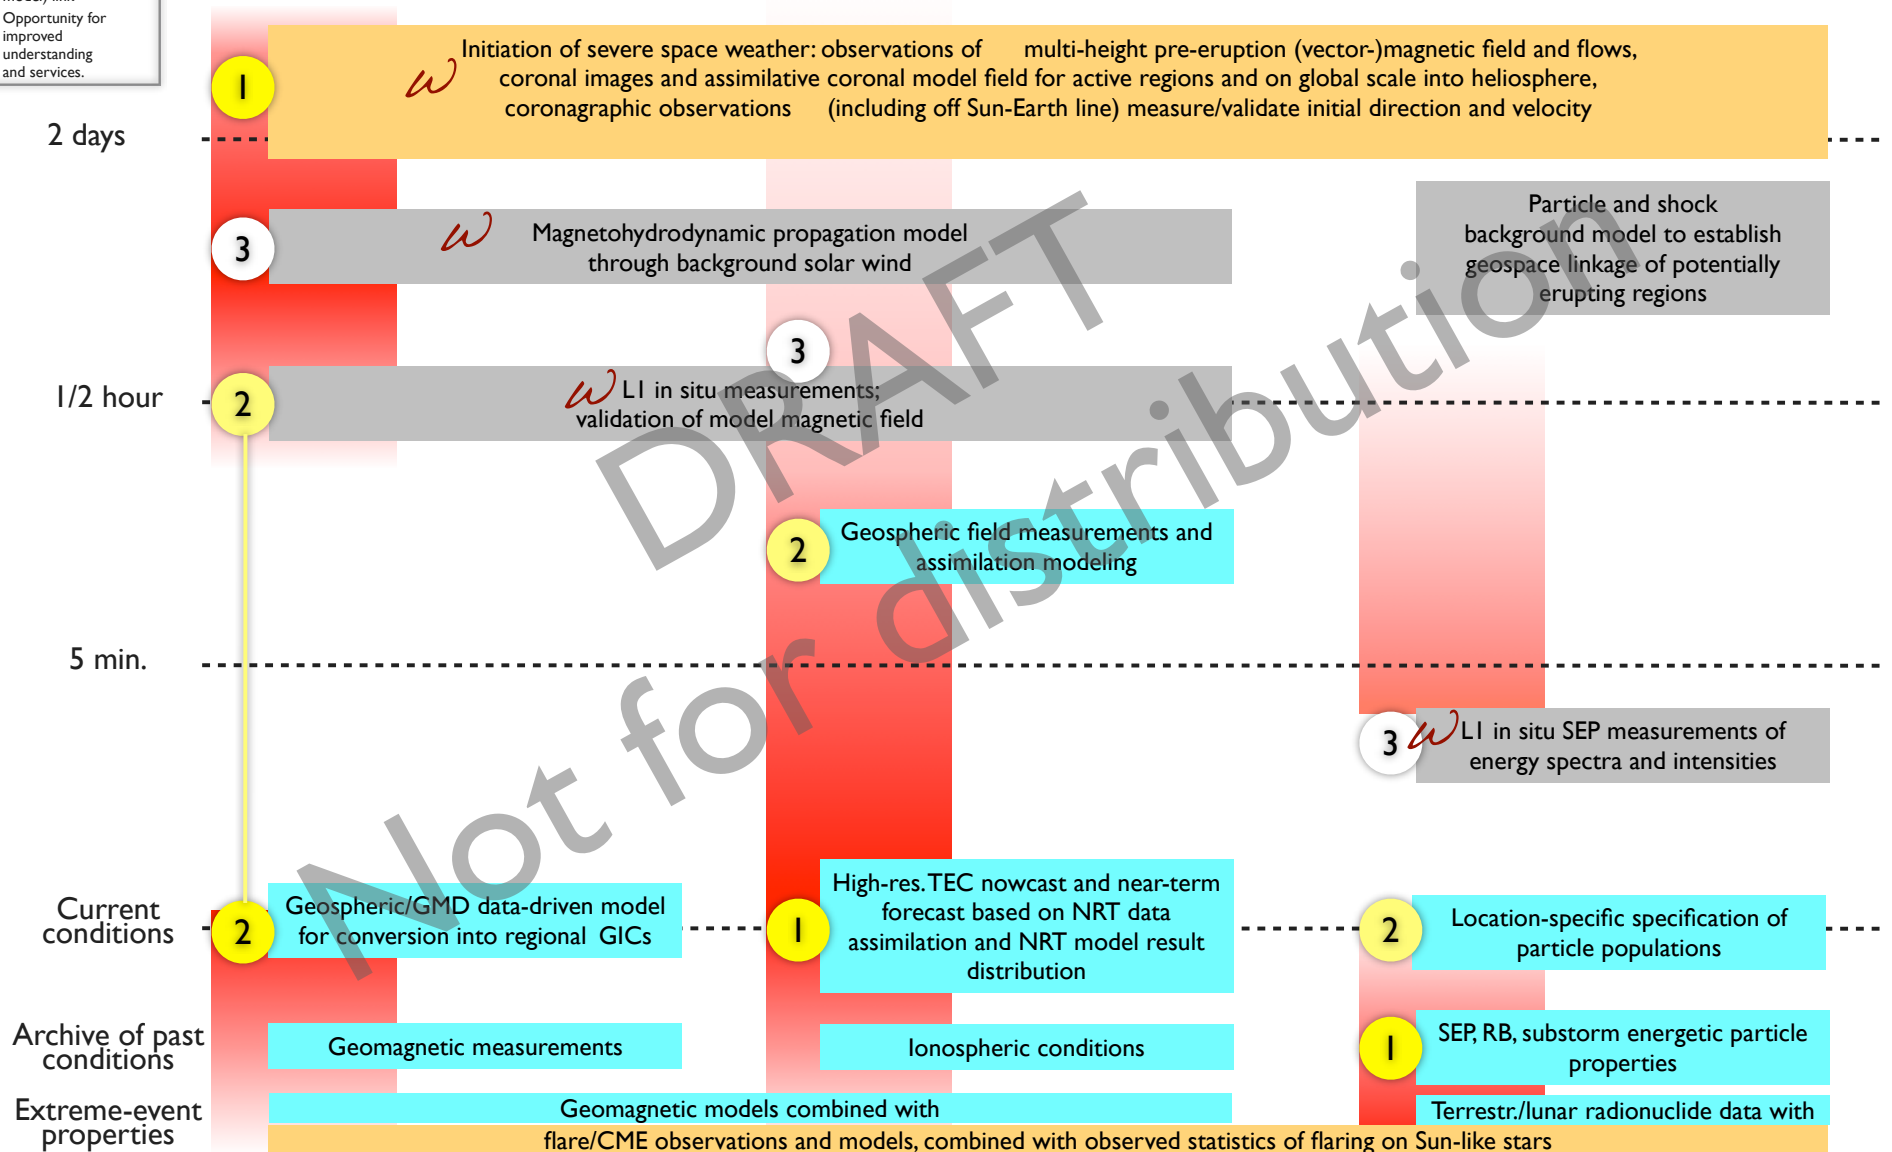 model) link
Opportunity for
improved
understanding
and services.
1
Initiation of severe space weather: observations of multi-height pre-eruption (vector-)magnetic field and flows,
w
coronal images and assimilative coronal model field for active regions and on global scale into heliosphere,
coronagraphic observations (including off Sun-Earth line) measure/validate initial direction and velocity
2 days
3
w
Magnetohydrodynamic propagation model
through background solar wind
Particle and shock
background model to establish
geospace linkage of potentially
erupting regions
3
1/2 hour
2
w
L1 in situ measurements;
validation of model magnetic field
2
Geospheric field measurements and
assimilation modeling
5 min.
3
w
L1 in situ SEP measurements of
energy spectra and intensities
Current
conditions
2
Geospheric/GMD data-driven model
for conversion into regional GICs
1
High-res. TEC nowcast and near-term
forecast based on NRT data
assimilation and NRT model result
distribution
2
Location-specific specification of
particle populations
Archive of past
conditions
Geomagnetic measurements
Ionospheric conditions
1
SEP, RB, substorm energetic particle
properties
Extreme-event
properties
Geomagnetic models combined with
Terrestr./lunar radionuclide data with
flare/CME observations and models, combined with observed statistics of flaring on Sun-like stars
DRAFT
Not for distribution